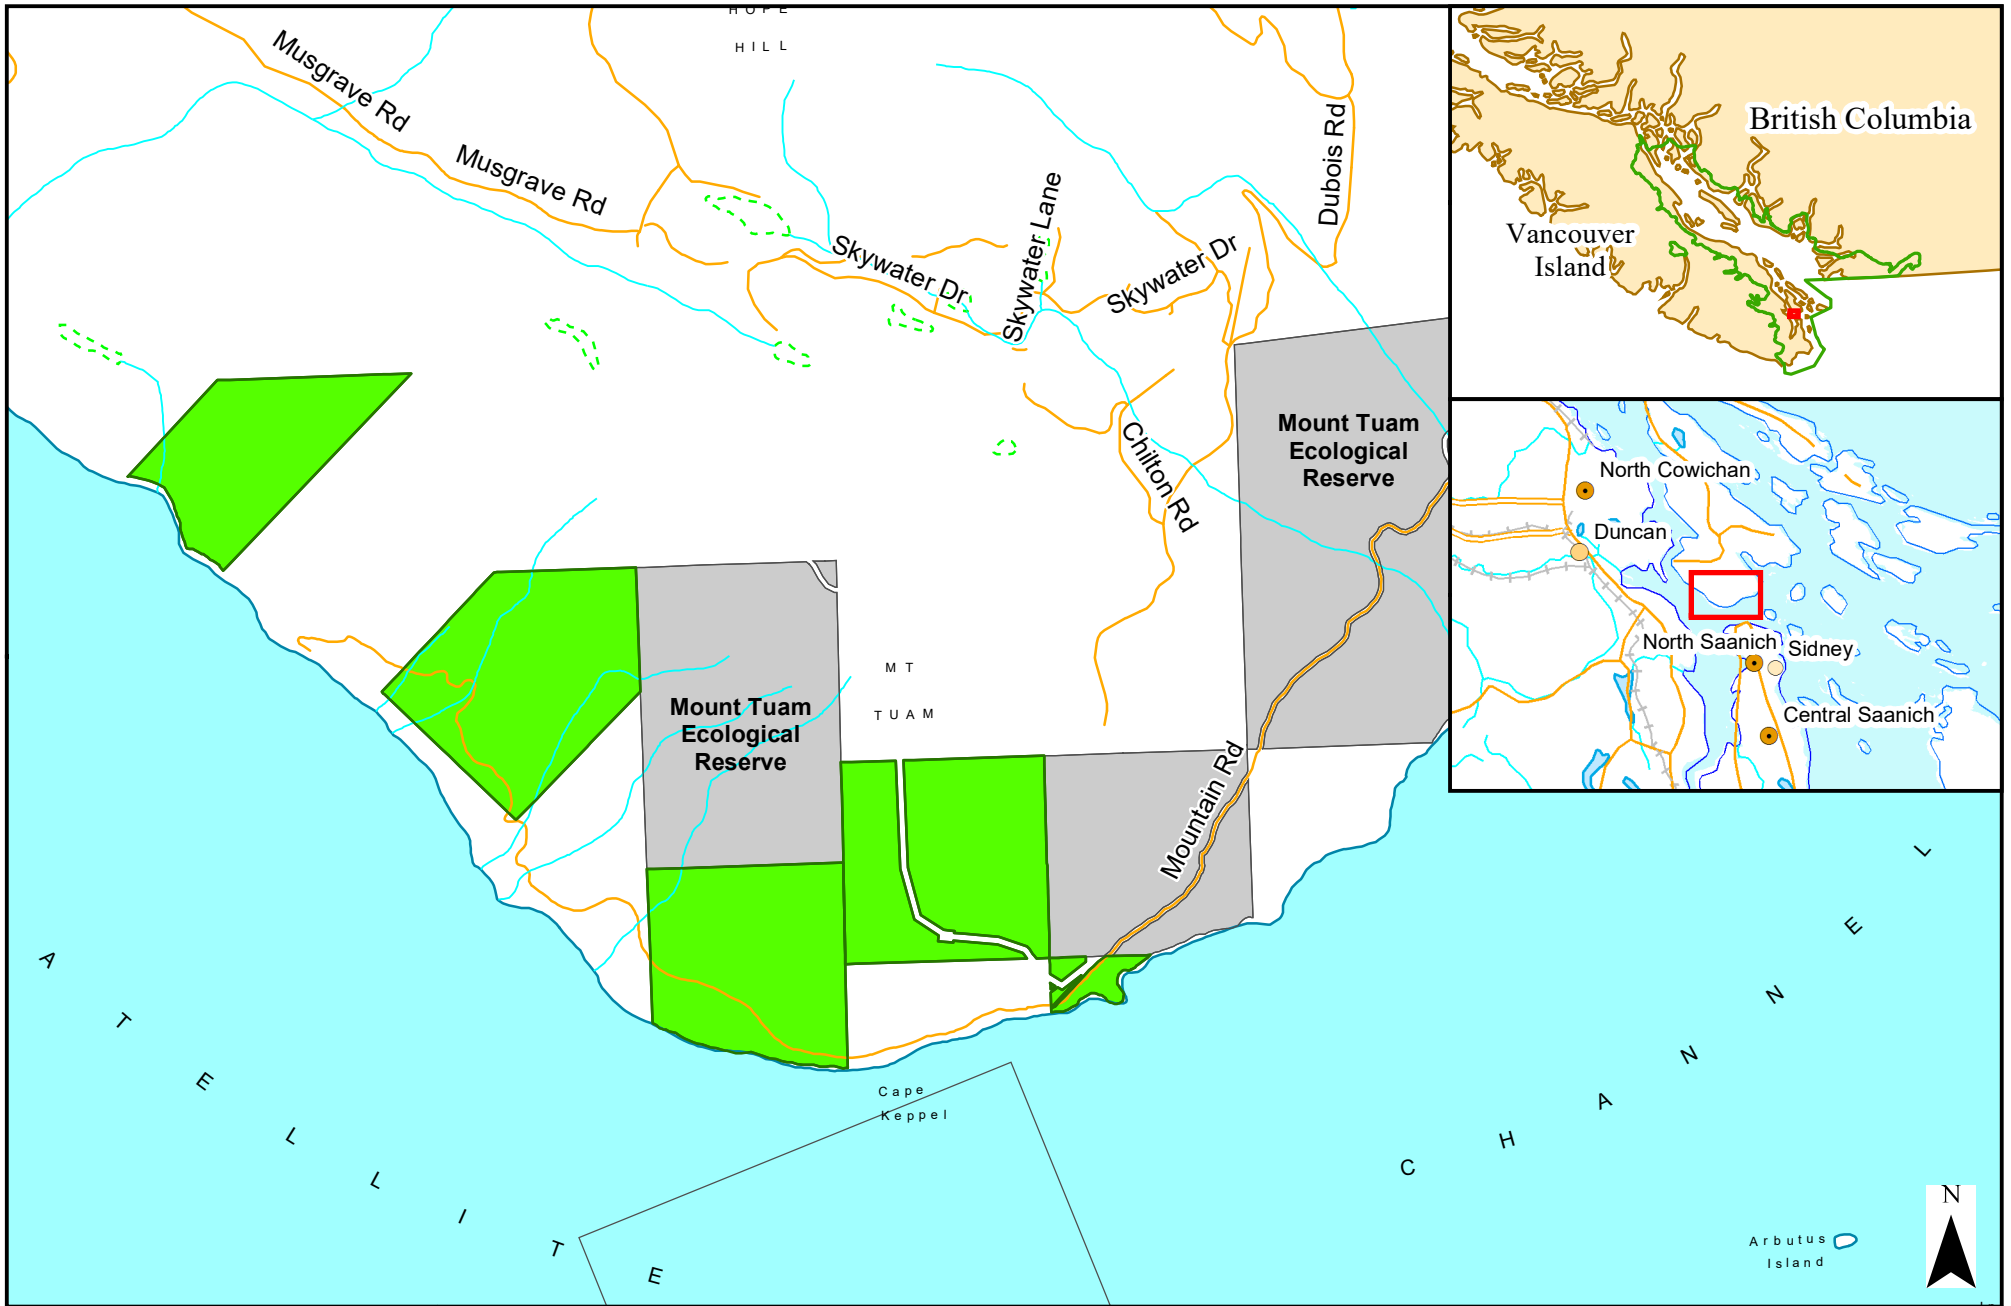 HOPE
HILL
Musgrave Rd
Musgrave Rd
Skywater Dr
Skywater Lane
Skywater Dr
Dubois Rd
Chilton Rd
Mount Tuam
Ecological
Reserve
Mount Tuam
Ecological
Reserve
MT
TUAM
Mountain Rd
Cape
Keppel
ATELLITE
CHANNEL
Arbutus
Island
N
British Columbia
Vancouver
Island
North Cowichan
Duncan
North Saanich
Sidney
Central Saanich